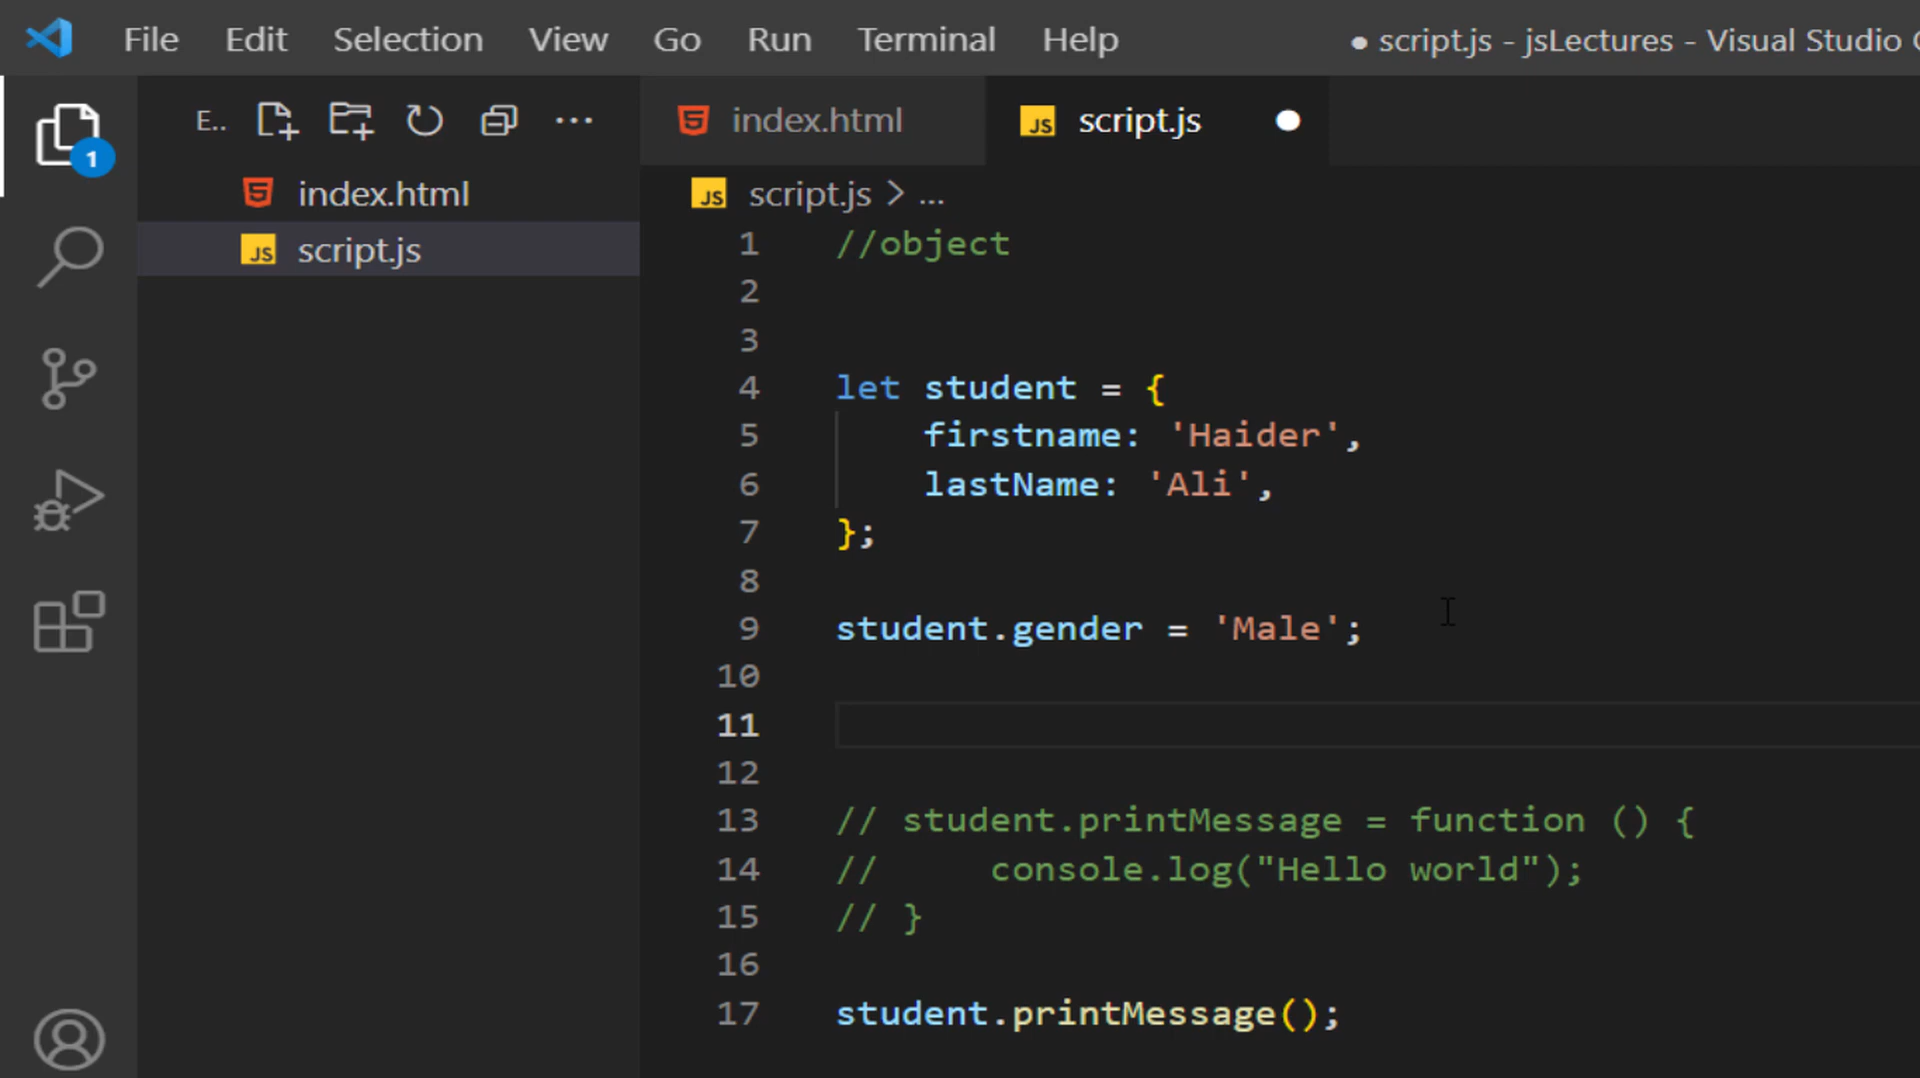 File Edit Selection View Go Run Terminal Help ● script.js - jsLectures - Visual Studio
E.. ...
1
index.html
script.js
index.html script.js ●
JS script.js > ...
1 //object
2
3
4 let student = {
5 firstname: 'Haider',
6 lastName: 'Ali',
7 };
8
9 student.gender = 'Male';
10
11
12
13 // student.printMessage = function () {
14 // console.log("Hello world");
15 // }
16
17 student.printMessage();